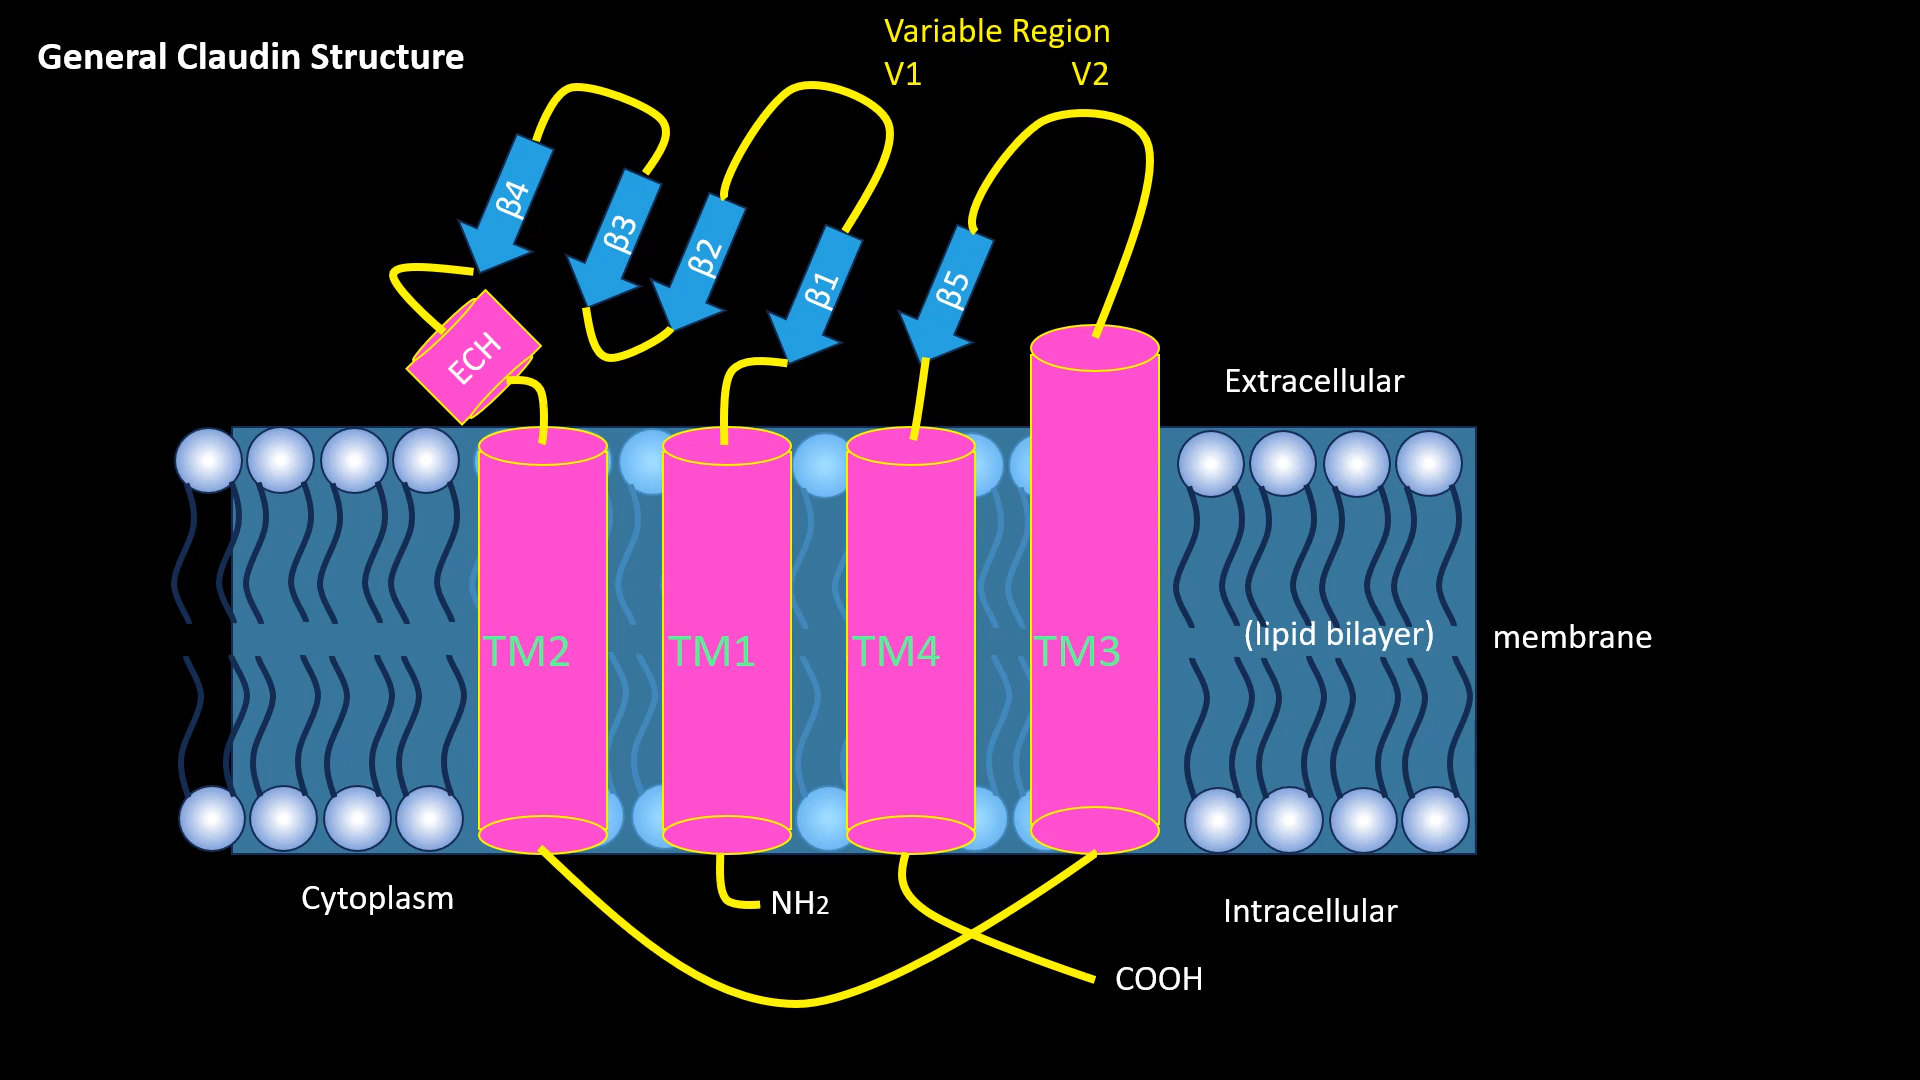 General Claudin Structure
Variable Region
V1 V2
β4
β3
β2
β1
β5
ECH
Extracellular
TM2
TM1
TM4
TM3
(lipid bilayer)
membrane
Cytoplasm
NH2
Intracellular
COOH